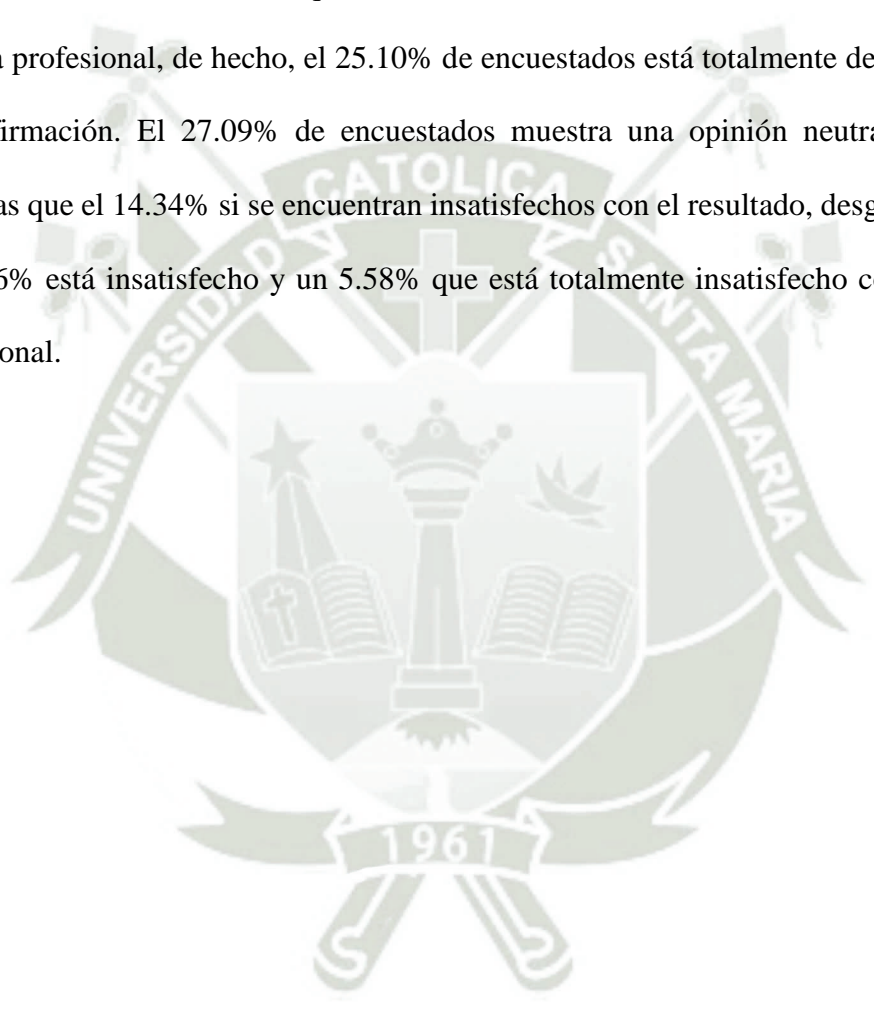 profesional, de hecho, el 25.10% de encuestados está totalmente de
firmación. El 27.09% de encuestados muestra una opinión neutra
as que el 14.34% si se encuentran insatisfechos con el resultado, desg
6% está insatisfecho y un 5.58% que está totalmente insatisfecho c
onal.
UNIVERSIDAD CATOLICA SANTA MARIA
1961